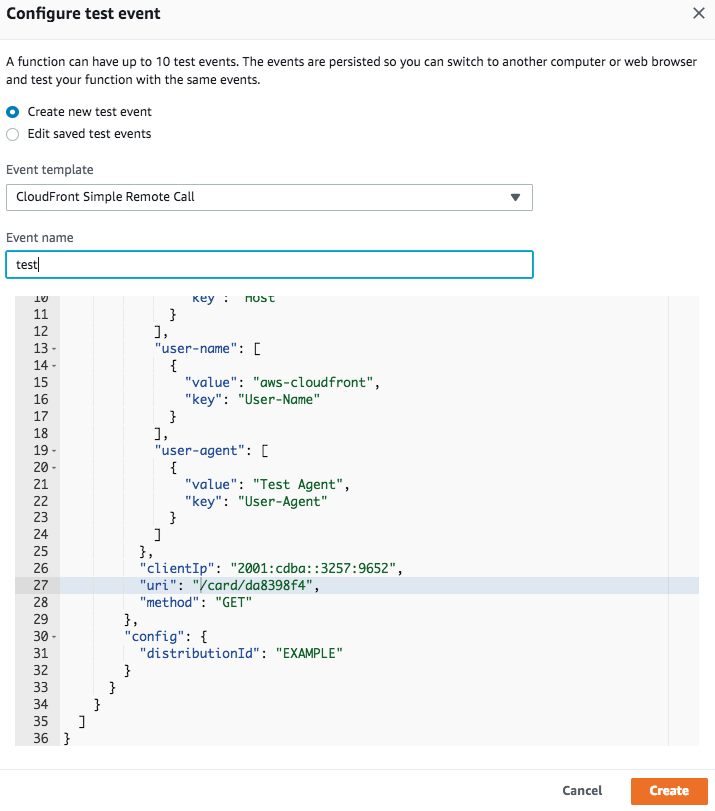 Configure test event
A function can have up to 10 test events. The events are persisted so you can switch to another computer or web browser
and test your function with the same events.
Create new test event
Edit saved test events
Event template
CloudFront Simple Remote Call
Event name
test
10 "key": "Host"
11 }
12 ],
13 "user-name": [
14 {
15 "value": "aws-cloudfront",
16 "key": "User-Name"
17 }
18 ],
19 "user-agent": [
20 {
21 "value": "Test Agent",
22 "key": "User-Agent"
23 }
24 ]
25 },
26 "clientIp": "2001:cdba::3257:9652",
27 "uri": "/card/da8398f4",
28 "method": "GET"
29 },
30 "config": {
31 "distributionId": "EXAMPLE"
32 }
33 }
34 }
35 ]
36 }
Cancel
Create